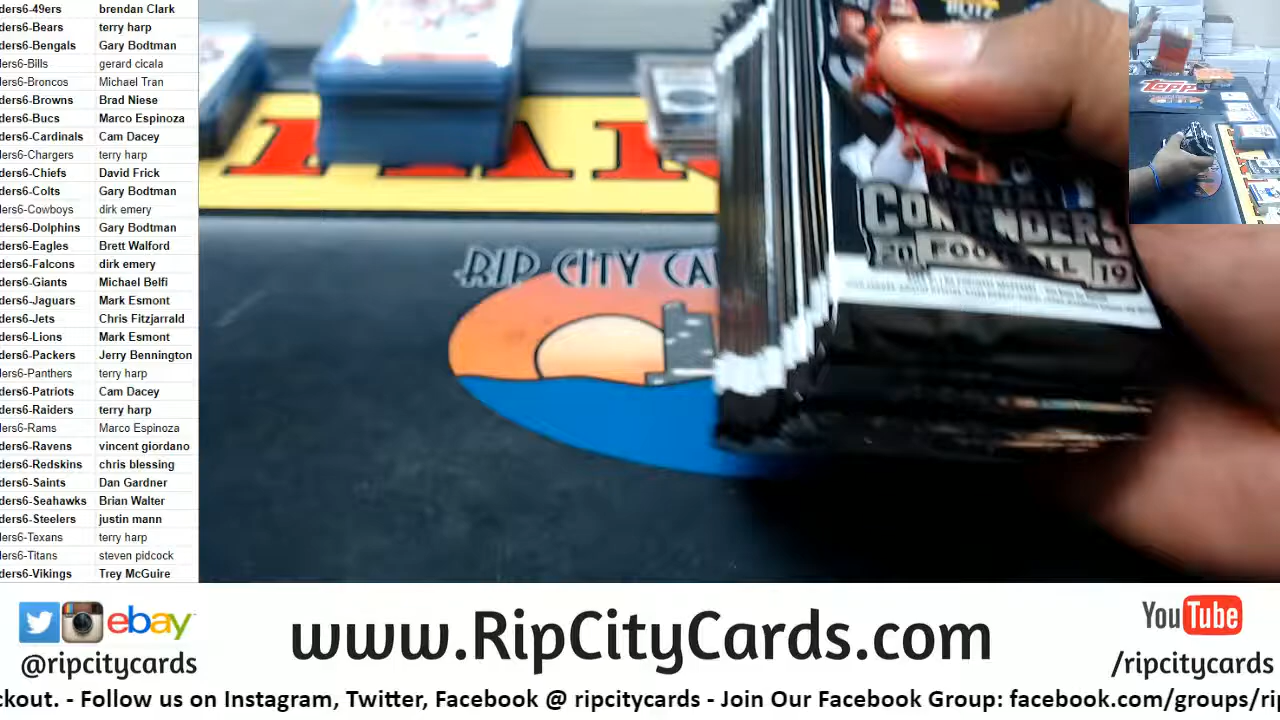 ders6-49ers brendan Clark
ders6-Bears terry harp
ders6-Bengals Gary Bodtman
ders6-Bills gerard cicala
ders6-Broncos Michael Tran
ders6-Browns Brad Niese
ders6-Bucs Marco Espinoza
ders6-Cardinals Cam Dacey
lers6-Chargers terry harp
ders6-Chiefs David Frick
ders6-Colts Gary Bodtman
lers6-Cowboys dirk emery
ders6-Dolphins Gary Bodtman
ders6-Eagles Brett Walford
ders6-Falcons dirk emery
ders6-Giants Michael Belfi
ders6-Jaguars Mark Esmont
ders6-Jets Chris Fitzjarrald
ders6-Lions Mark Esmont
ders6-Packers Jerry Bennington
lers6-Panthers terry harp
ders6-Patriots Cam Dacey
ders6-Raiders terry harp
ders6-Rams Marco Espinoza
ders6-Ravens vincent giordano
ders6-Redskins chris blessing
ders6-Saints Dan Gardner
ders6-Seahawks Brian Walter
ders6-Steelers justin mann
lers6-Texans terry harp
lers6-Titans steven pidcock
ders6-Vikings Trey McGuire
RIP CITY CA
BLITZ
CONTENDERS
20 FOOTBALL 19
TOPPS
ebay
@ripcitycards
www.RipCityCards.com
YouTube
/ripcitycards
ckout. - Follow us on Instagram, Twitter, Facebook @ ripcitycards - Join Our Facebook Group: facebook.com/groups/rip